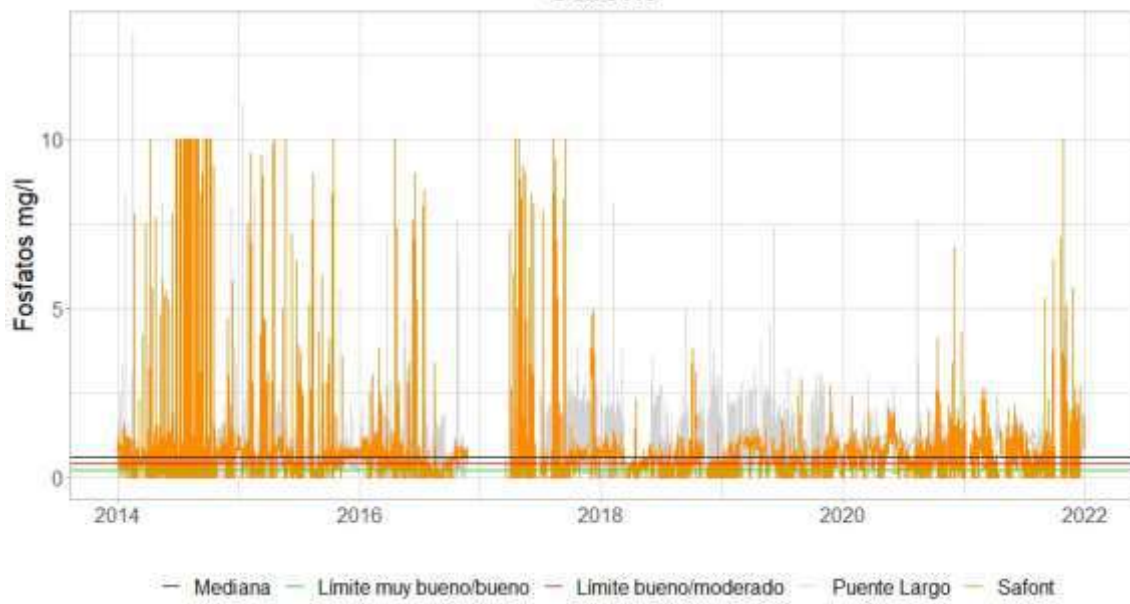 10
5
0
Fosfatos mg/l
2014 2016 2018 2020 2022
Mediana Límite muy bueno/bueno Límite bueno/moderado Puente Largo Safont